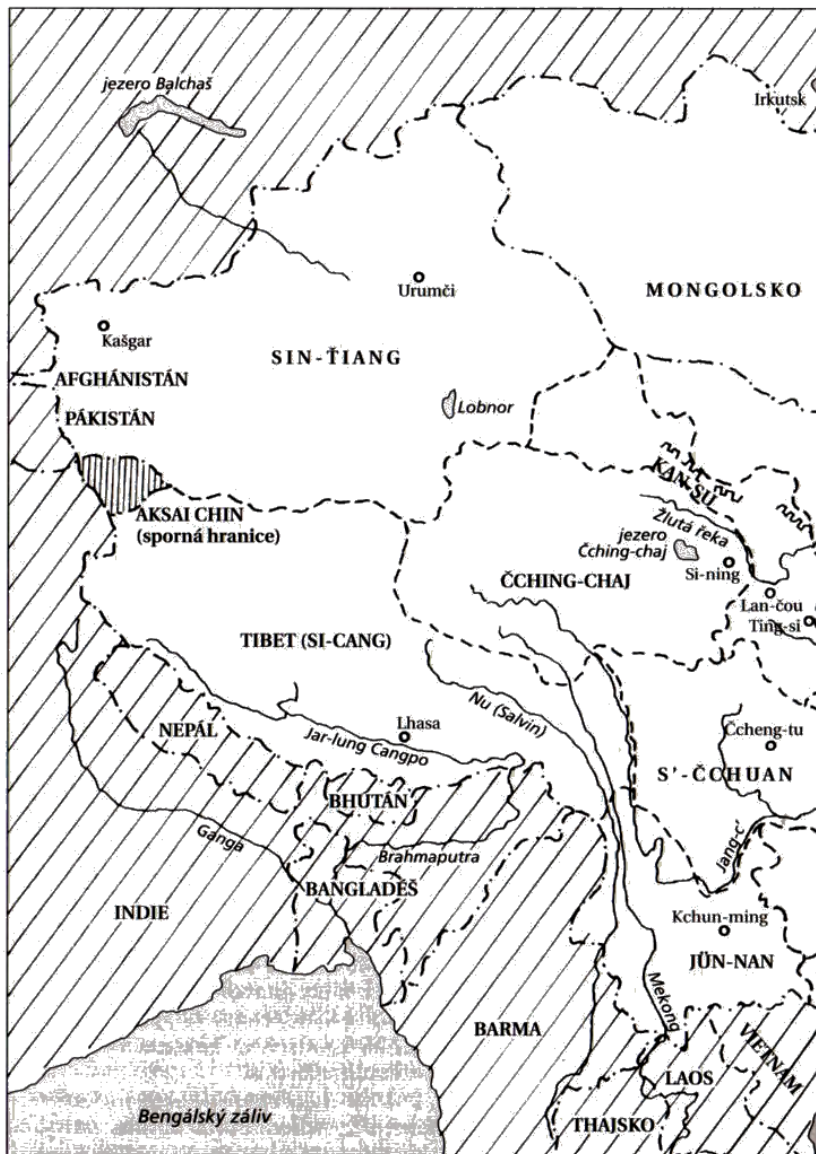 jezero Balchaš
Irkutsk
Urumči
MONGOLSKO
Kašgar
SIN-ŤIANG
AFGHÁNISTÁN
Lobnor
PÁKISTÁN
KAN-SU
AKSAI CHIN
(sporná hranice)
Žlutá řeka
jezero
Čching-chaj
Si-ning
ČCHING-CHAJ
Lan-čou
Ting-si
TIBET (SI-CANG)
Nu (Salvin)
Lhasa
NEPÁL
Jar-lung Cangpo
Čcheng-tu
S'-ČCHUAN
BHÚTÁN
Ganga
Brahmaputra
Jang-c'
BANGLADÉŠ
INDIE
Kchun-ming
JÜN-NAN
Mekong
BARMA
VIETNAM
LAOS
Bengálský záliv
THAJSKO